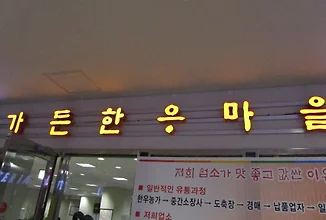 가든한우마을
저희 업소가 맛 좋고 값싼 이유
■ 일반적인 유통과정
한우농가 → 중간소장사 → 도축장 → 경매 → 납품업자 → 일
■ 저희업소